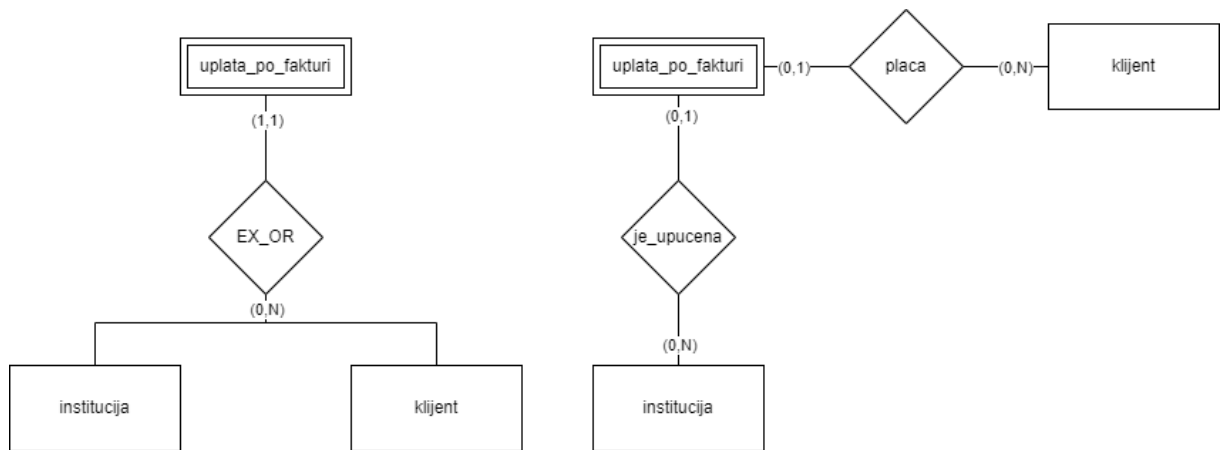 uplata_po_fakturi
(1,1)
EX_OR
(0,N)
institucija
klijent
uplata_po_fakturi
(0,1)
placa
(0,N)
klijent
(0,1)
je_upucena
(0,N)
institucija